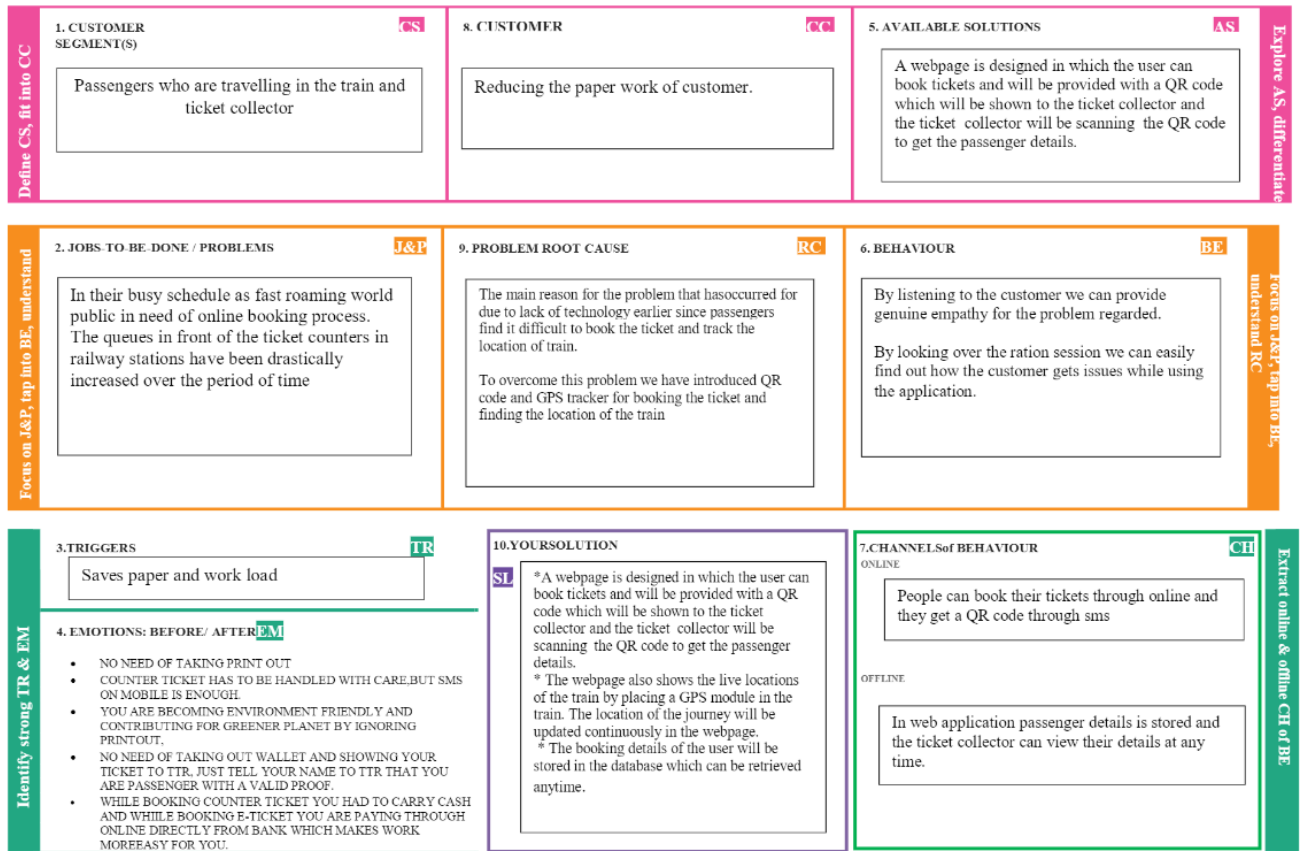 Define CS, fit into CC
1. CUSTOMER
SEGMENT(S)
CS
Passengers who are travelling in the train and
ticket collector
8. CUSTOMER
CC
Reducing the paper work of customer.
5. AVAILABLE SOLUTIONS
AS
A webpage is designed in which the user can
book tickets and will be provided with a QR code
which will be shown to the ticket collector and
the ticket collector will be scanning the QR code
to get the passenger details.
Explore AS, differentiate
Focus on J&P, tap into BE, understand
2. JOBS-TO-BE-DONE / PROBLEMS
J&P
In their busy schedule as fast roaming world
public in need of online booking process.
The queues in front of the ticket counters in
railway stations have been drastically
increased over the period of time
9. PROBLEM ROOT CAUSE
RC
The main reason for the problem that hasoccurred for
due to lack of technology earlier since passengers
find it difficult to book the ticket and track the
location of train.
To overcome this problem we have introduced QR
code and GPS tracker for booking the ticket and
finding the location of the train
6. BEHAVIOUR
BE
By listening to the customer we can provide
genuine empathy for the problem regarded.
By looking over the ration session we can easily
find out how the customer gets issues while using
the application.
Focus on J&P, tap into BE,
understand RC
Identify strong TR & EM
3.TRIGGERS
TR
Saves paper and work load
4. EMOTIONS: BEFORE/ AFTER EM
• NO NEED OF TAKING PRINT OUT
• COUNTER TICKET HAS TO BE HANDLED WITH CARE,BUT SMS
ON MOBILE IS ENOUGH.
• YOU ARE BECOMING ENVIRONMENT FRIENDLY AND
CONTRIBUTING FOR GREENER PLANET BY IGNORING
PRINTOUT,
• NO NEED OF TAKING OUT WALLET AND SHOWING YOUR
TICKET TO TTR, JUST TELL YOUR NAME TO TTR THAT YOU
ARE PASSENGER WITH A VALID PROOF.
• WHILE BOOKING COUNTER TICKET YOU HAD TO CARRY CASH
AND WHIILE BOOKING E-TICKET YOU ARE PAYING THROUGH
ONLINE DIRECTLY FROM BANK WHICH MAKES WORK
MOREEASY FOR YOU.
10.YOURSOLUTION
SL
*A webpage is designed in which the user can
book tickets and will be provided with a QR
code which will be shown to the ticket
collector and the ticket collector will be
scanning the QR code to get the passenger
details.
* The webpage also shows the live locations
of the train by placing a GPS module in the
train. The location of the journey will be
updated continuously in the webpage.
* The booking details of the user will be
stored in the database which can be retrieved
anytime.
7.CHANNELSof BEHAVIOUR
CH
ONLINE
People can book their tickets through online and
they get a QR code through sms
OFFLINE
In web application passenger details is stored and
the ticket collector can view their details at any
time.
Extract online & offline CH of BE